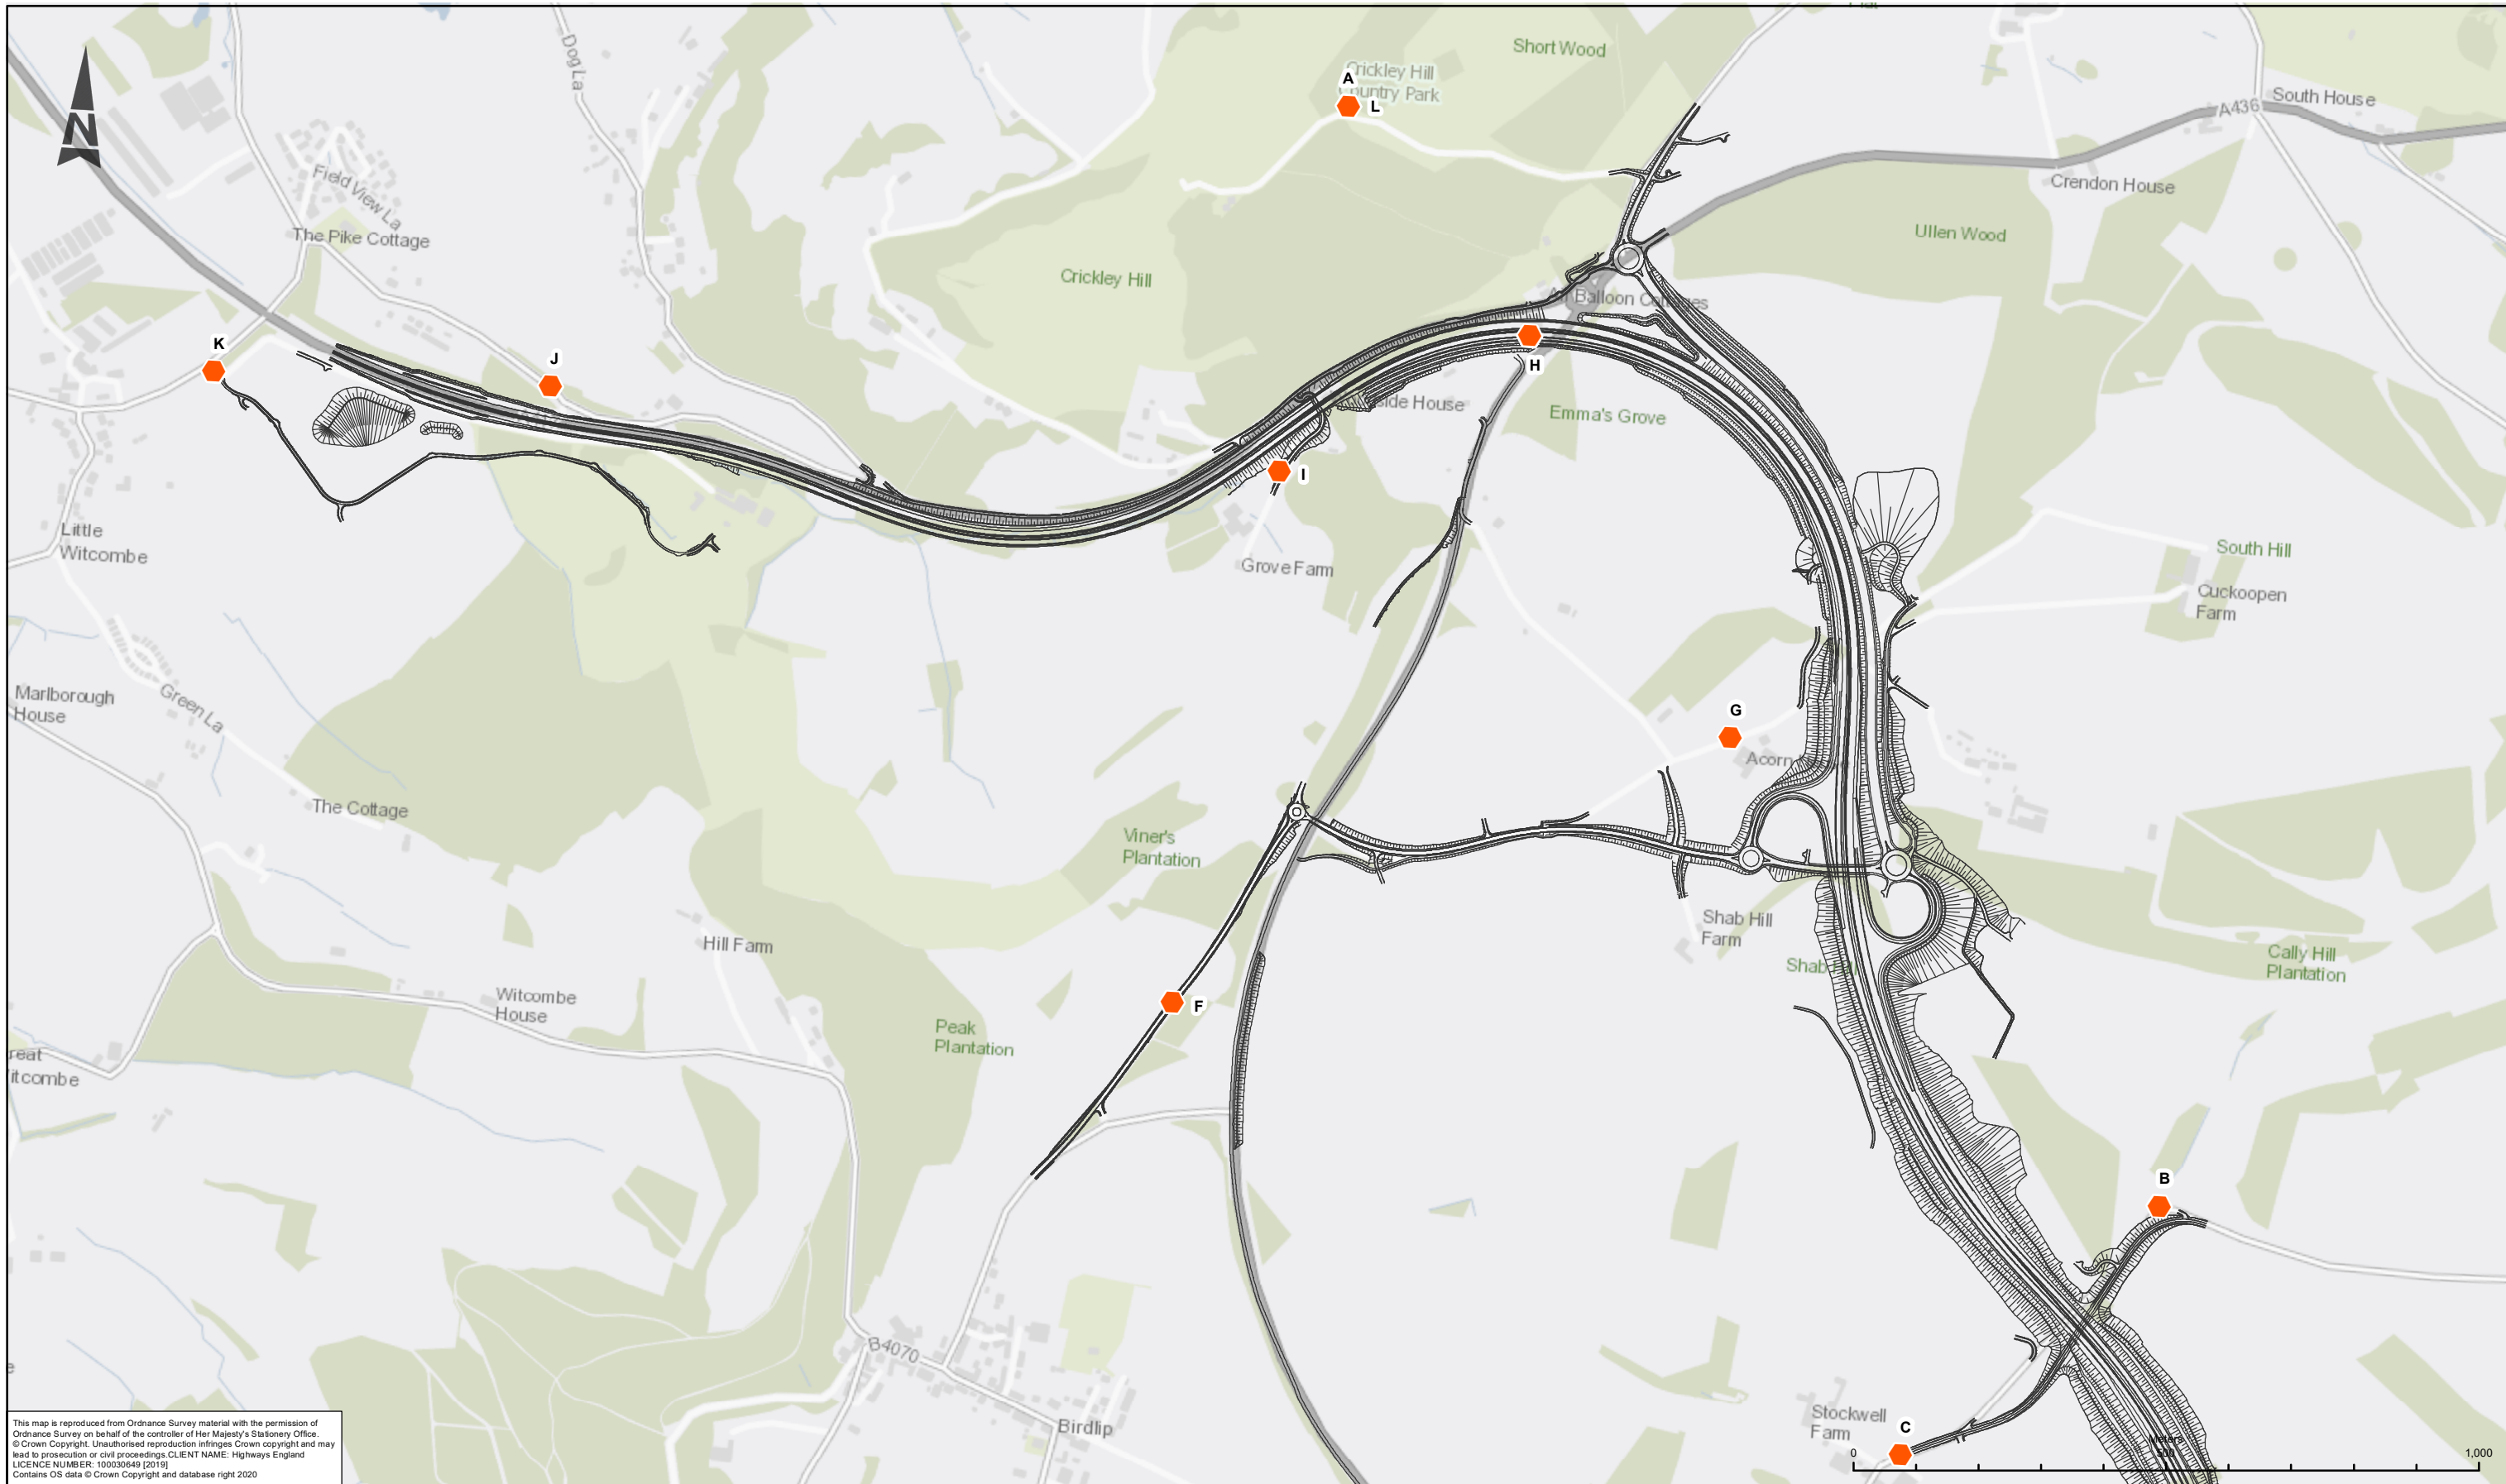 N
Dog La
Short Wood
Crickley Hill
Country Park
A
L
A436
South House
Field View La
The Pike Cottage
Crendon House
Ullen Wood
Crickley Hill
Air Balloon Cottages
K
J
H
side House
Emma's Grove
I
Little
Witcombe
Grove Farm
South Hill
Cuckoopen
Farm
Marlborough
House
Green La
G
Acorn
The Cottage
Viner's
Plantation
Shab Hill
Farm
Hill Farm
Shab Hill
Cally Hill
Plantation
Witcombe
House
F
Peak
Plantation
reat
itcombe
B
B4070
Birdlip
Stockwell
Farm
C
Meters
0
500
1,000
This map is reproduced from Ordnance Survey material with the permission of
Ordnance Survey on behalf of the controller of Her Majesty's Stationery Office.
© Crown Copyright. Unauthorised reproduction infringes Crown copyright and may
lead to prosecution or civil proceedings.CLIENT NAME: Highways England
LICENCE NUMBER: 100030649 [2019]
Contains OS data © Crown Copyright and database right 2020